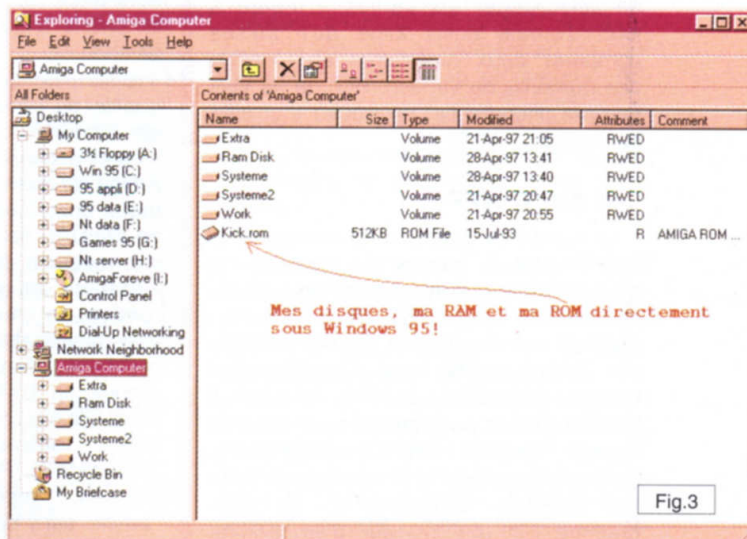 Exploring - Amiga Computer
File Edit View Tools Help
Amiga Computer
All Folders
Contents of 'Amiga Computer'
Desktop
My Computer
3½ Floppy (A:)
Win 95 (C:)
95 appli (D:)
95 data (E:)
Nt data (F:)
Games 95 (G:)
Nt server (H:)
AmigaForeve (I:)
Control Panel
Printers
Dial-Up Networking
Network Neighborhood
Amiga Computer
Extra
Ram Disk
Systeme
Systeme2
Work
Recycle Bin
My Briefcase
Name Size Type Modified Attributes Comment
Extra Volume 21-Apr-97 21:05 RWED
Ram Disk Volume 28-Apr-97 13:41 RWED
Systeme Volume 28-Apr-97 13:40 RWED
Systeme2 Volume 21-Apr-97 20:47 RWED
Work Volume 21-Apr-97 20:55 RWED
Kick.rom 512KB ROM File 15-Jul-93 R AMIGA ROM ...
Mes disques, ma RAM et ma ROM directement
sous Windows 95!
Fig.3